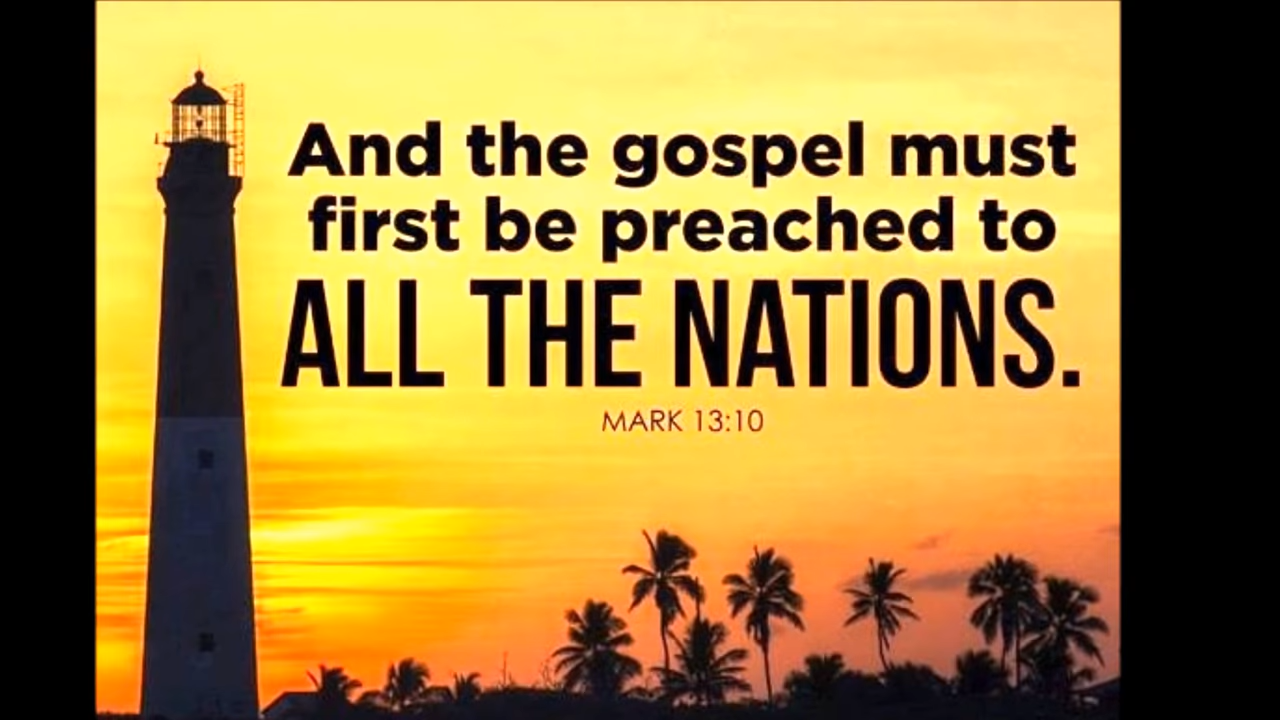 And the gospel must
first be preached to
ALL THE NATIONS.
MARK 13:10